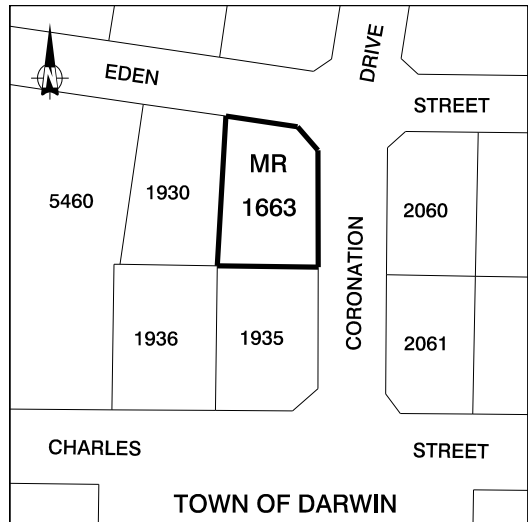 N
EDEN
DRIVE
STREET
MR
1663
5460
1930
2060
CORONATION
1936
1935
2061
CHARLES
STREET
TOWN OF DARWIN